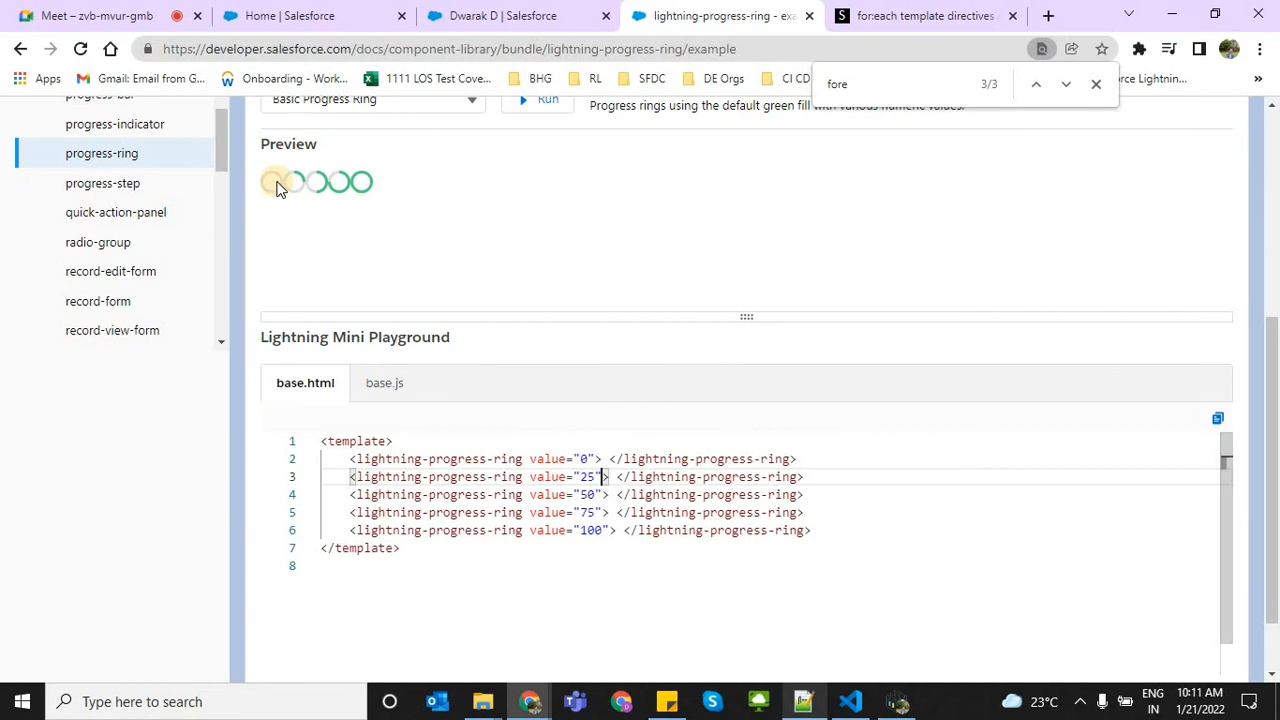 Meet – zvb-mvur-gmb
Home | Salesforce
Dwarak D | Salesforce
lightning-progress-ring - exa
for:each template directives
https://developer.salesforce.com/docs/component-library/bundle/lightning-progress-ring/example
Apps
Gmail: Email from G...
Onboarding - Work...
1111 LOS Test Cove...
BHG
RL
SFDC
DE Orgs
CI CD
rce Lightnin...
fore
3/3
progress-bar
progress-indicator
progress-ring
progress-step
quick-action-panel
radio-group
record-edit-form
record-form
record-view-form
Basic Progress Ring
Run
Progress rings using the default green fill with various numeric values.
Preview
Lightning Mini Playground
base.html
base.js
1 <template>
2 <lightning-progress-ring value="0"> </lightning-progress-ring>
3 <lightning-progress-ring value="25"> </lightning-progress-ring>
4 <lightning-progress-ring value="50"> </lightning-progress-ring>
5 <lightning-progress-ring value="75"> </lightning-progress-ring>
6 <lightning-progress-ring value="100"> </lightning-progress-ring>
7 </template>
8
Type here to search
23°C
ENG
IN
10:11 AM
1/21/2022